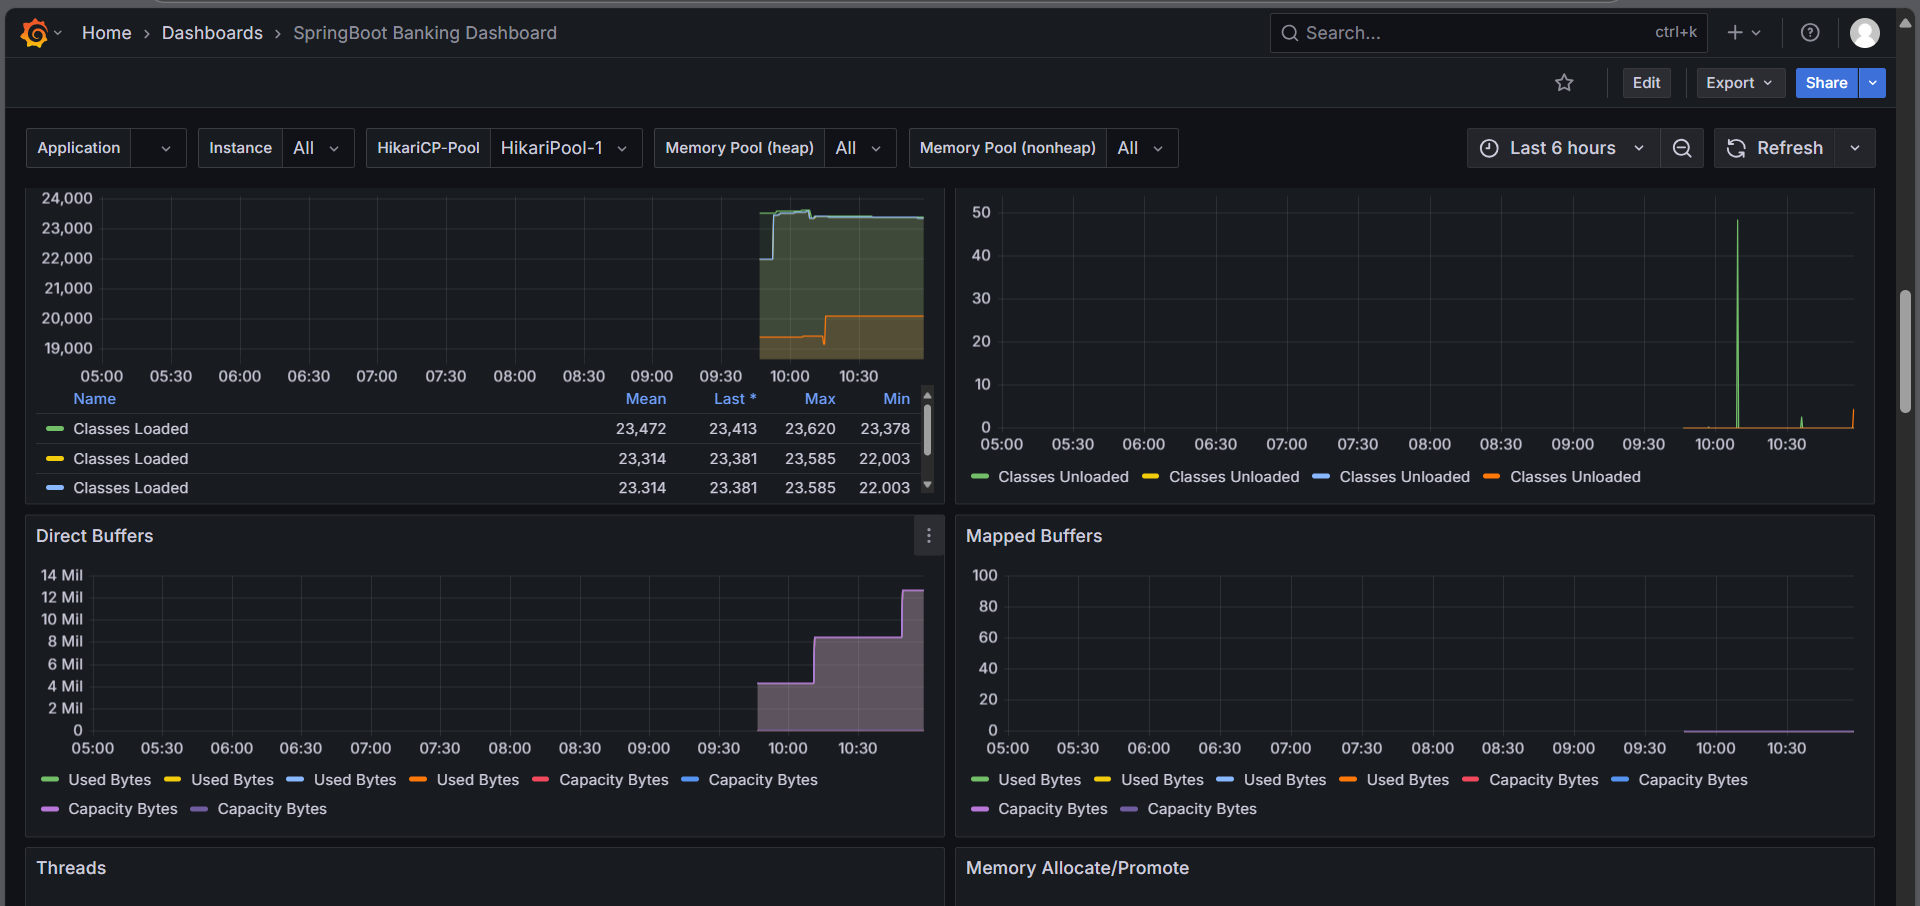 Home › Dashboards › SpringBoot Banking Dashboard
Search...
ctrl+k
Edit
Export
Share
Application
Instance
All
HikariCP-Pool
HikariPool-1
Memory Pool (heap)
All
Memory Pool (nonheap)
All
Last 6 hours
Refresh
24,000
23,000
22,000
21,000
20,000
19,000
05:00 05:30 06:00 06:30 07:00 07:30 08:00 08:30 09:00 09:30 10:00 10:30
Name Mean Last * Max Min
Classes Loaded 23,472 23,413 23,620 23,378
Classes Loaded 23,314 23,381 23,585 22,003
Classes Loaded 23.314 23.381 23.585 22.003
50
40
30
20
10
0
05:00 05:30 06:00 06:30 07:00 07:30 08:00 08:30 09:00 09:30 10:00 10:30
Classes Unloaded Classes Unloaded Classes Unloaded Classes Unloaded
Direct Buffers
14 Mil
12 Mil
10 Mil
8 Mil
6 Mil
4 Mil
2 Mil
0
05:00 05:30 06:00 06:30 07:00 07:30 08:00 08:30 09:00 09:30 10:00 10:30
Used Bytes Used Bytes Used Bytes Used Bytes Capacity Bytes Capacity Bytes
Capacity Bytes Capacity Bytes
Mapped Buffers
100
80
60
40
20
0
05:00 05:30 06:00 06:30 07:00 07:30 08:00 08:30 09:00 09:30 10:00 10:30
Used Bytes Used Bytes Used Bytes Used Bytes Capacity Bytes Capacity Bytes
Capacity Bytes Capacity Bytes
Threads
Memory Allocate/Promote